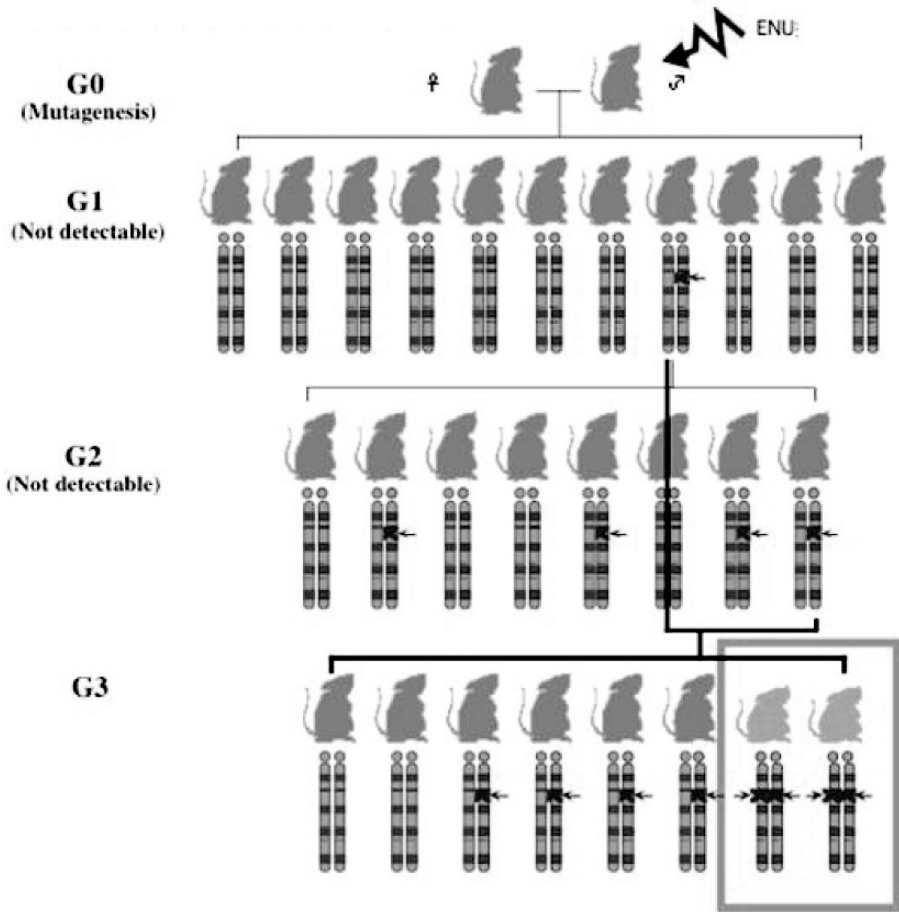 ENU
G0
♀
♂
(Mutagenesis)
G1
(Not detectable)
G2
(Not detectable)
G3